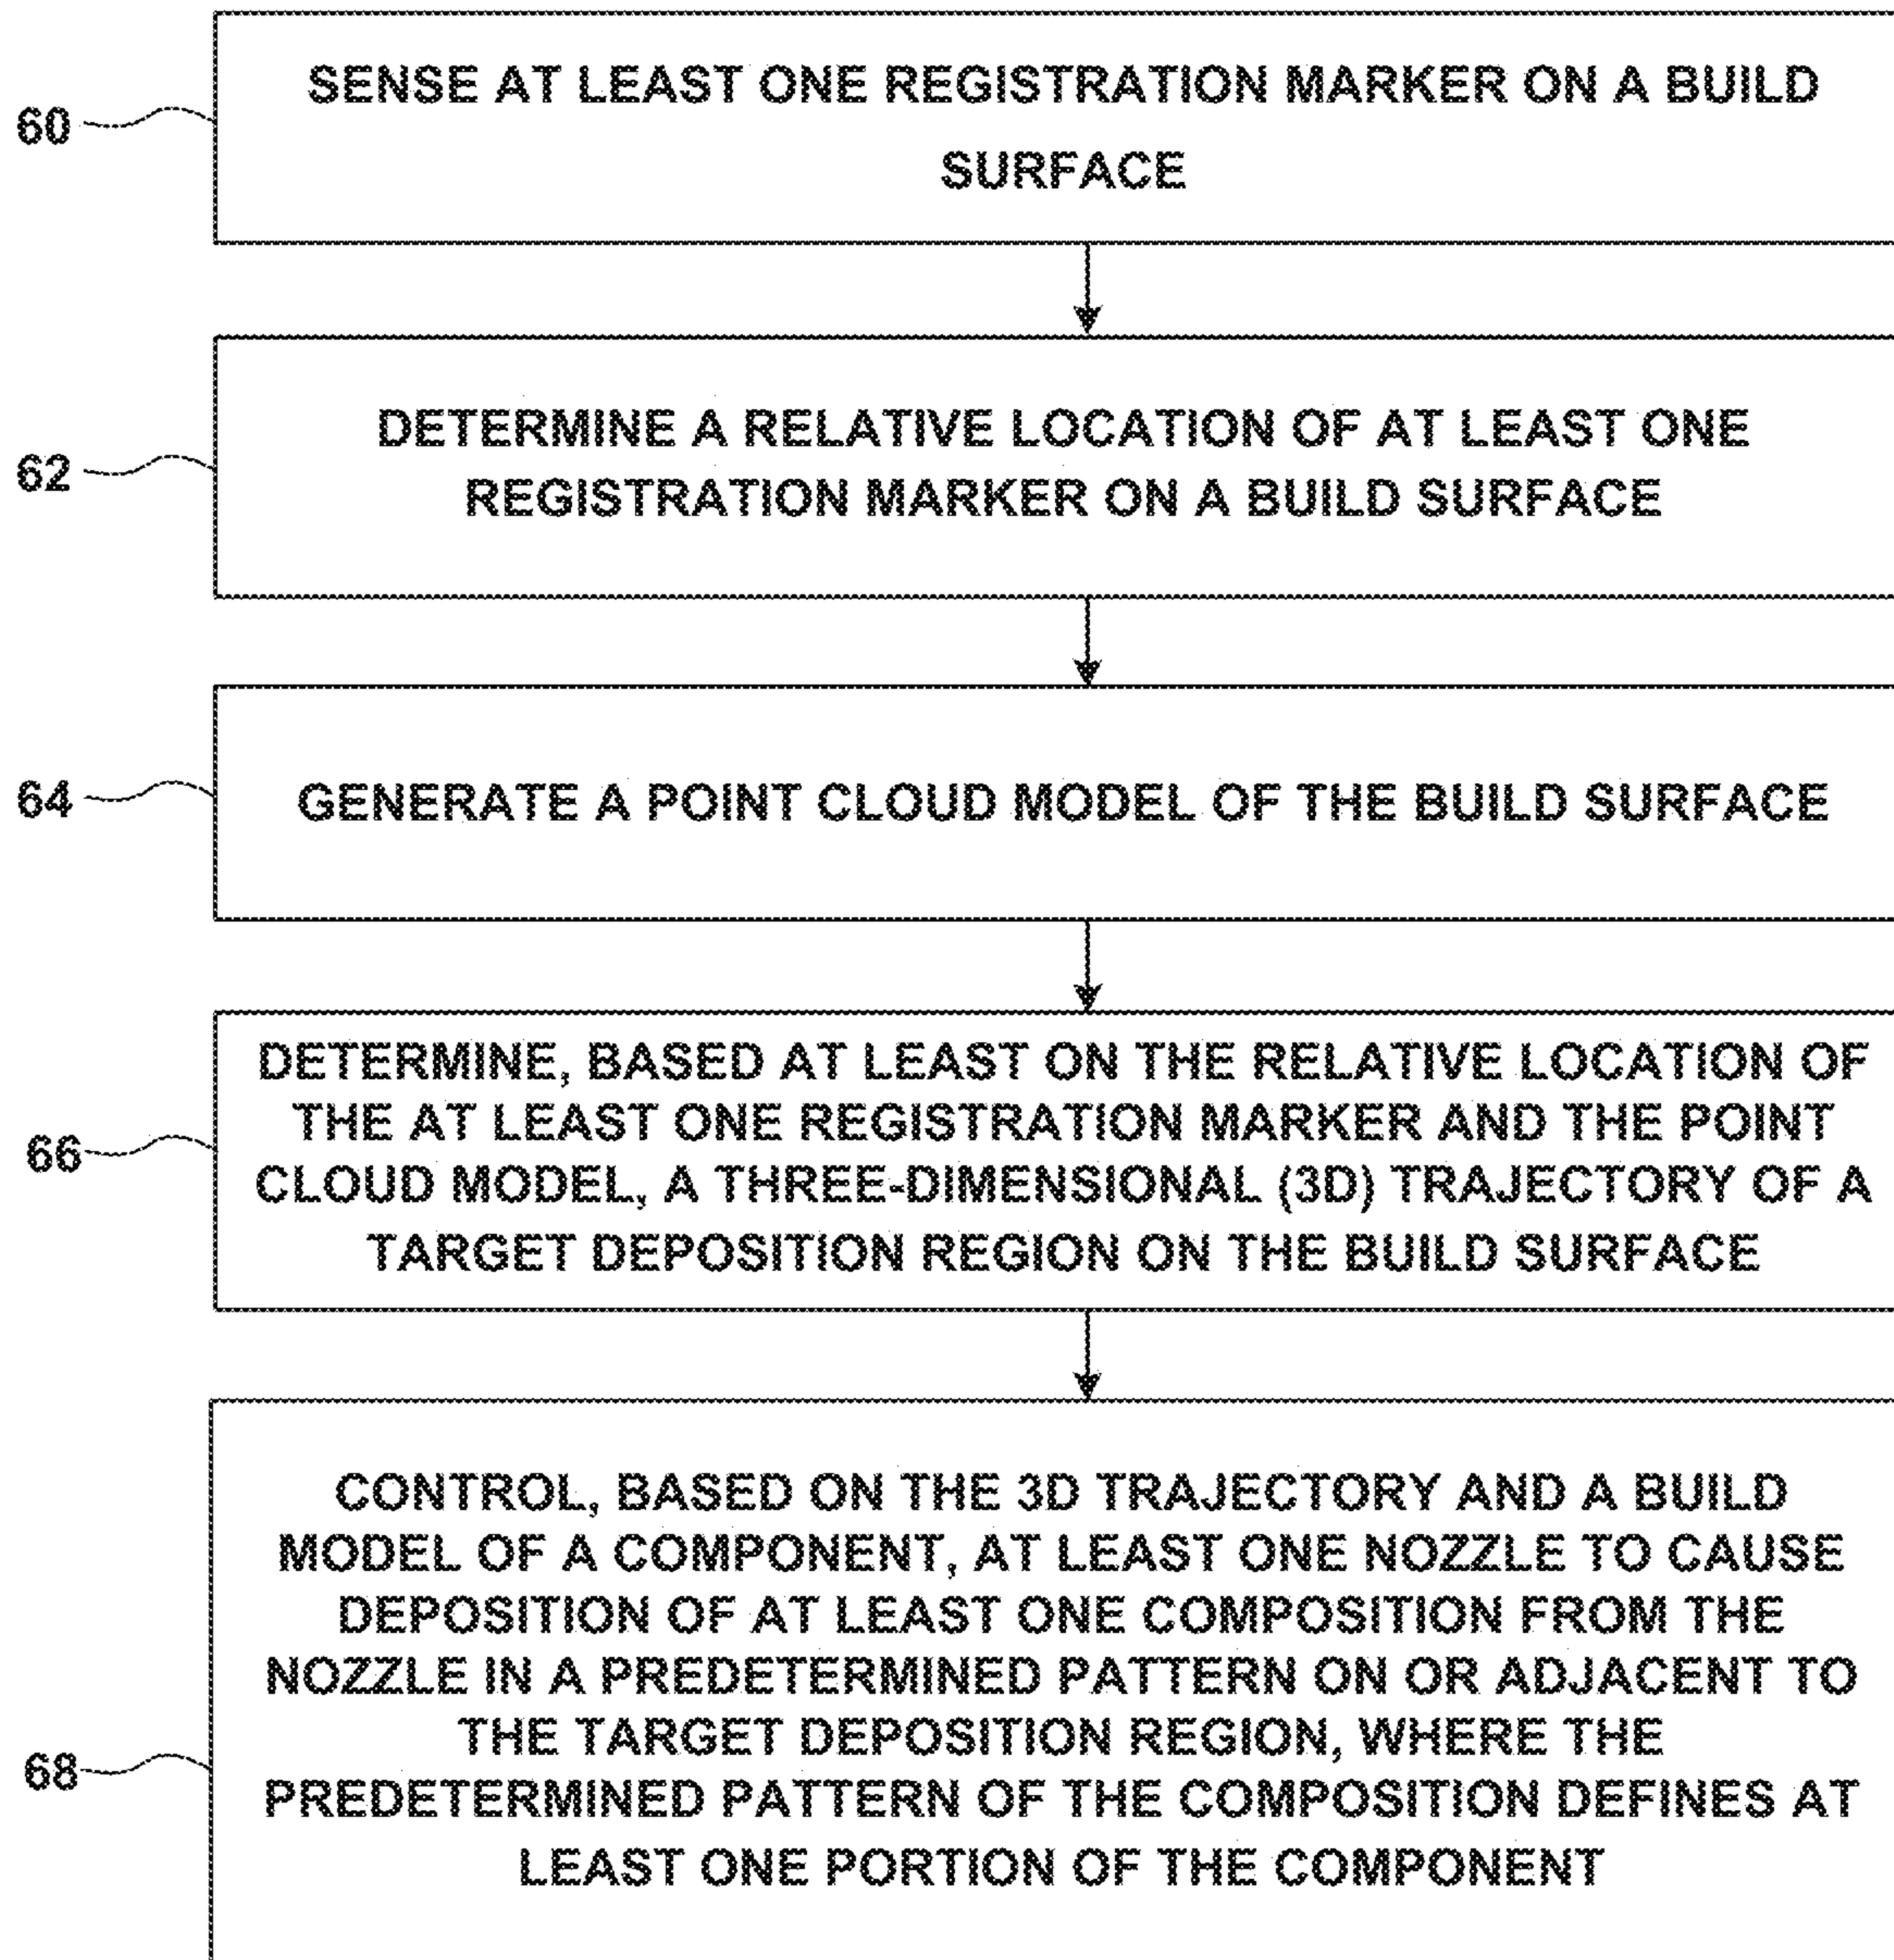 60
SENSE AT LEAST ONE REGISTRATION MARKER ON A BUILD
SURFACE
62
DETERMINE A RELATIVE LOCATION OF AT LEAST ONE
REGISTRATION MARKER ON A BUILD SURFACE
64
GENERATE A POINT CLOUD MODEL OF THE BUILD SURFACE
66
DETERMINE, BASED AT LEAST ON THE RELATIVE LOCATION OF
THE AT LEAST ONE REGISTRATION MARKER AND THE POINT
CLOUD MODEL, A THREE-DIMENSIONAL (3D) TRAJECTORY OF A
TARGET DEPOSITION REGION ON THE BUILD SURFACE
68
CONTROL, BASED ON THE 3D TRAJECTORY AND A BUILD
MODEL OF A COMPONENT, AT LEAST ONE NOZZLE TO CAUSE
DEPOSITION OF AT LEAST ONE COMPOSITION FROM THE
NOZZLE IN A PREDETERMINED PATTERN ON OR ADJACENT TO
THE TARGET DEPOSITION REGION, WHERE THE
PREDETERMINED PATTERN OF THE COMPOSITION DEFINES AT
LEAST ONE PORTION OF THE COMPONENT